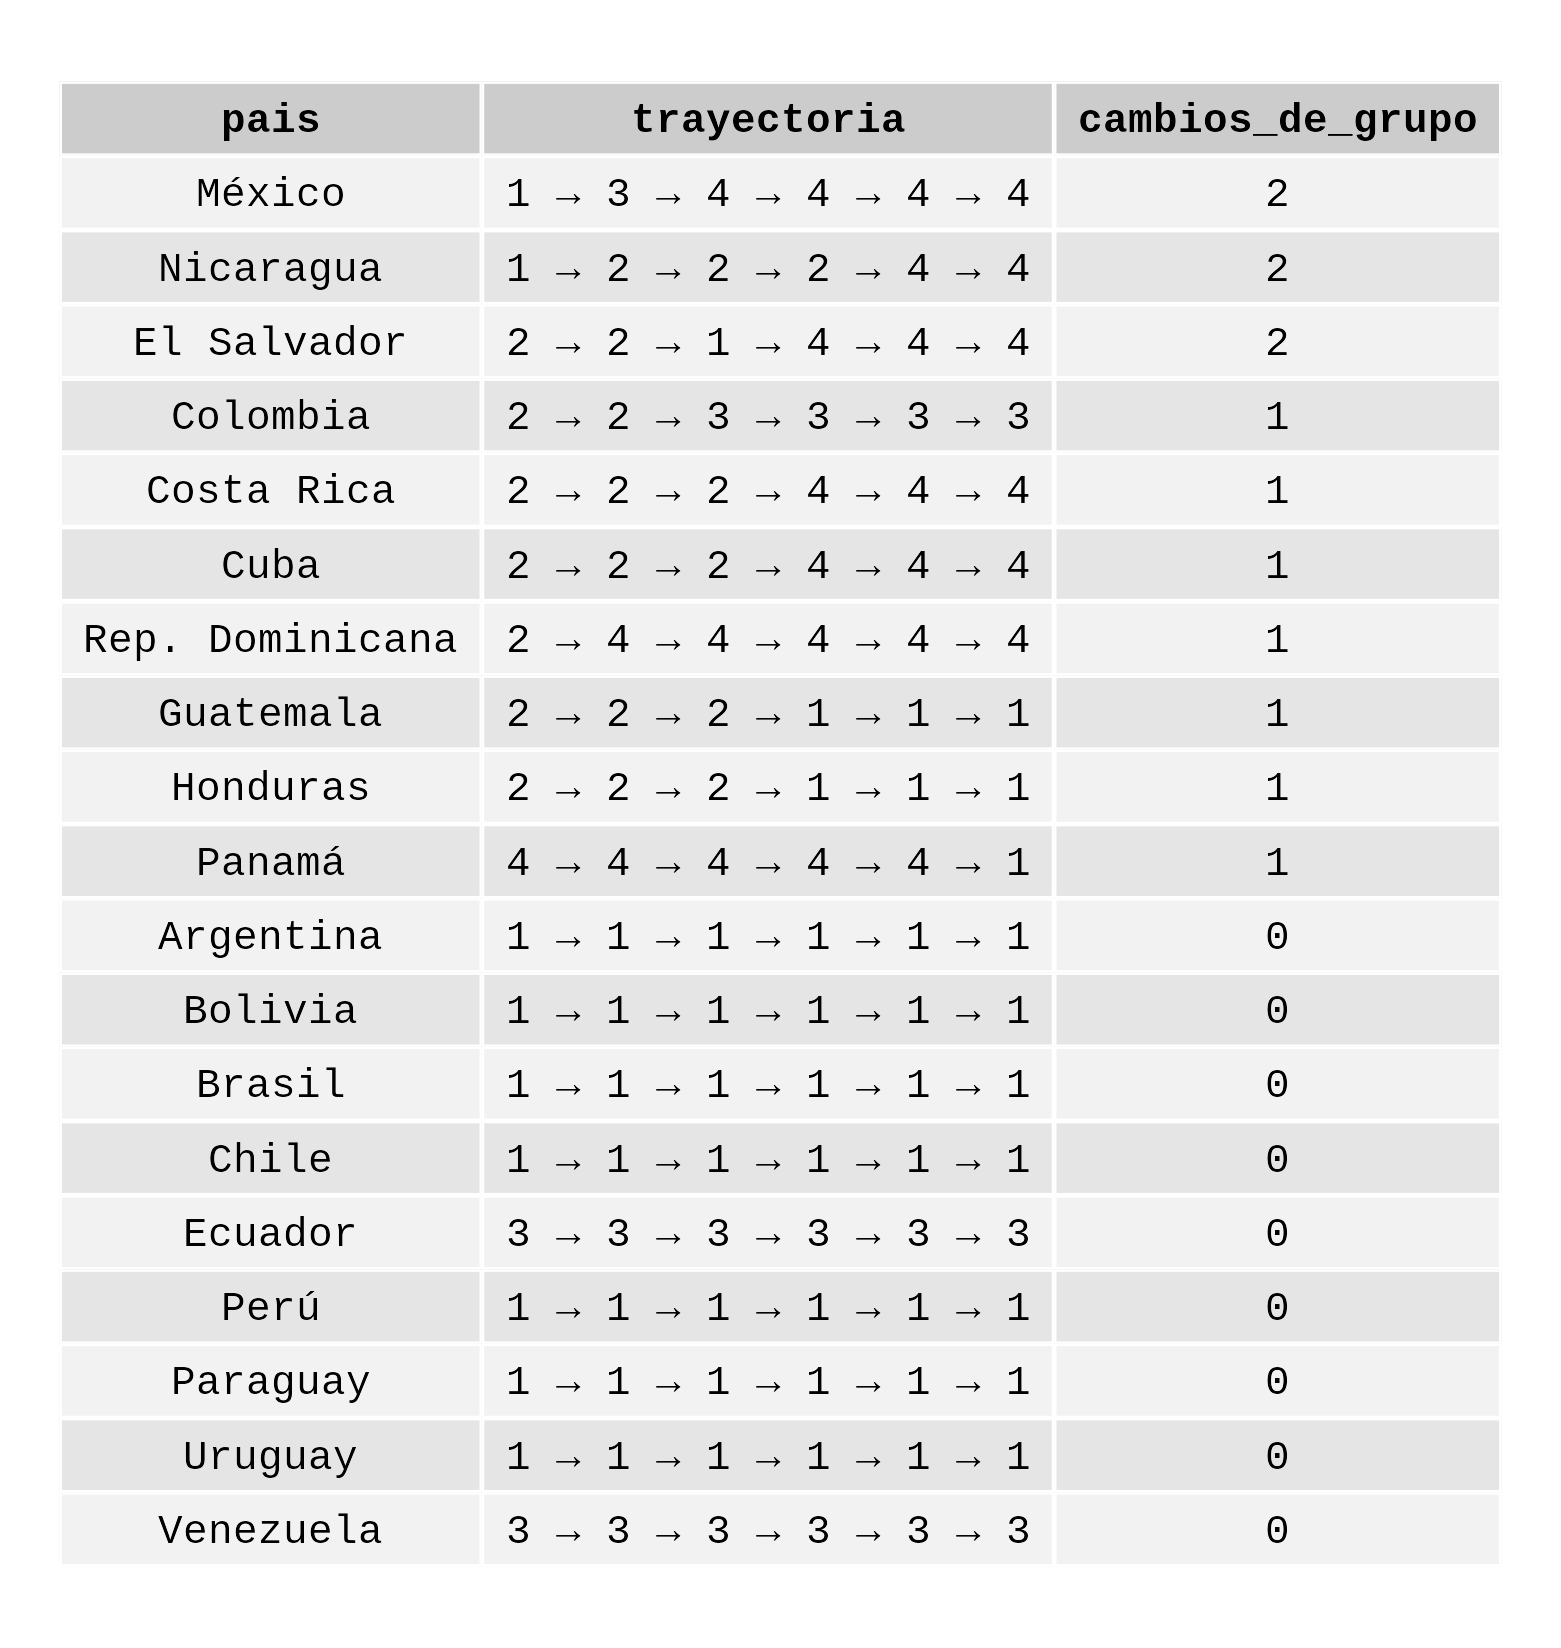 pais trayectoria cambios_de_grupo
México 1 → 3 → 4 → 4 → 4 → 4 2
Nicaragua 1 → 2 → 2 → 2 → 4 → 4 2
El Salvador 2 → 2 → 1 → 4 → 4 → 4 2
Colombia 2 → 2 → 3 → 3 → 3 → 3 1
Costa Rica 2 → 2 → 2 → 4 → 4 → 4 1
Cuba 2 → 2 → 2 → 4 → 4 → 4 1
Rep. Dominicana 2 → 4 → 4 → 4 → 4 → 4 1
Guatemala 2 → 2 → 2 → 1 → 1 → 1 1
Honduras 2 → 2 → 2 → 1 → 1 → 1 1
Panamá 4 → 4 → 4 → 4 → 4 → 1 1
Argentina 1 → 1 → 1 → 1 → 1 → 1 0
Bolivia 1 → 1 → 1 → 1 → 1 → 1 0
Brasil 1 → 1 → 1 → 1 → 1 → 1 0
Chile 1 → 1 → 1 → 1 → 1 → 1 0
Ecuador 3 → 3 → 3 → 3 → 3 → 3 0
Perú 1 → 1 → 1 → 1 → 1 → 1 0
Paraguay 1 → 1 → 1 → 1 → 1 → 1 0
Uruguay 1 → 1 → 1 → 1 → 1 → 1 0
Venezuela 3 → 3 → 3 → 3 → 3 → 3 0